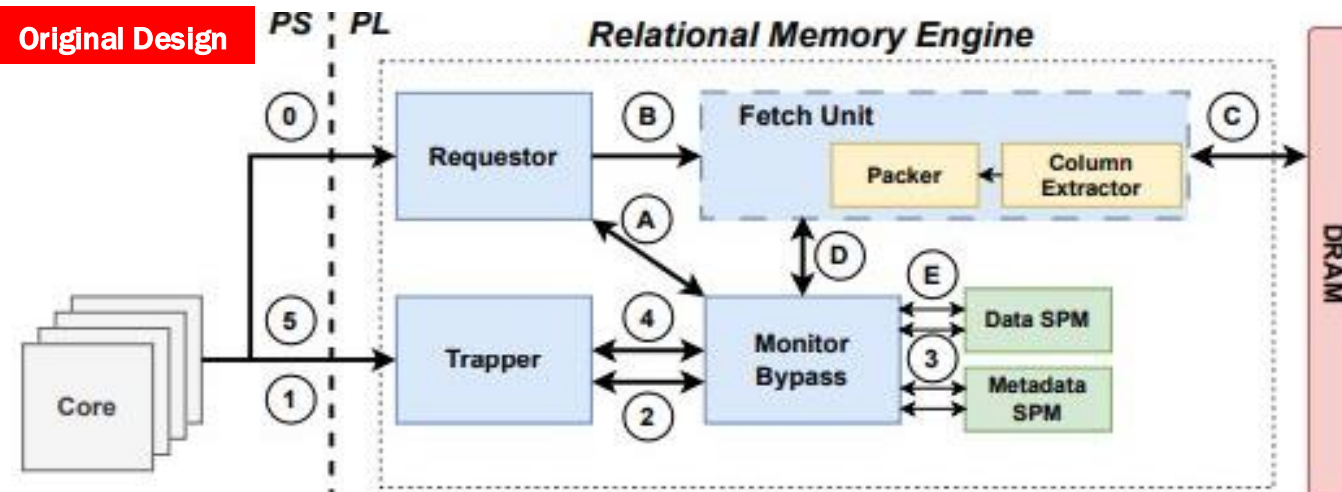 Original Design
PS
PL
Relational Memory Engine
0
B
C
Requestor
Fetch Unit
Packer
Column
Extractor
A
D
DRAM
5
4
E
Core
Trapper
Monitor
Bypass
Data SPM
3
Metadata
SPM
1
2